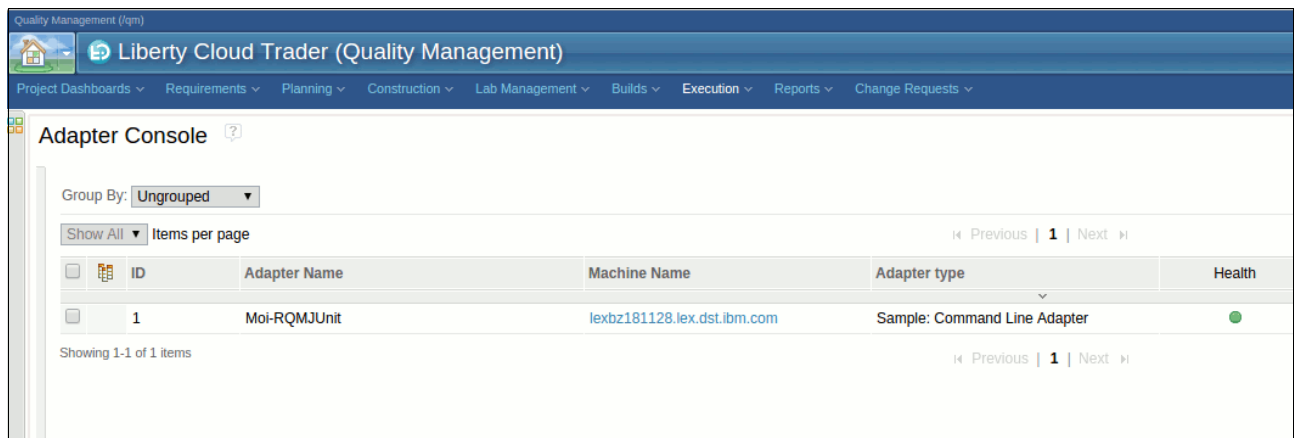 Quality Management (/qm)
Liberty Cloud Trader (Quality Management)
Project Dashboards Requirements Planning Construction Lab Management Builds Execution Reports Change Requests
Adapter Console ?
Group By: Ungrouped
Show All Items per page Previous | 1 | Next
ID Adapter Name Machine Name Adapter type Health
1 Moi-RQMJUnit lexbz181128.lex.dst.ibm.com Sample: Command Line Adapter
Showing 1-1 of 1 items Previous | 1 | Next